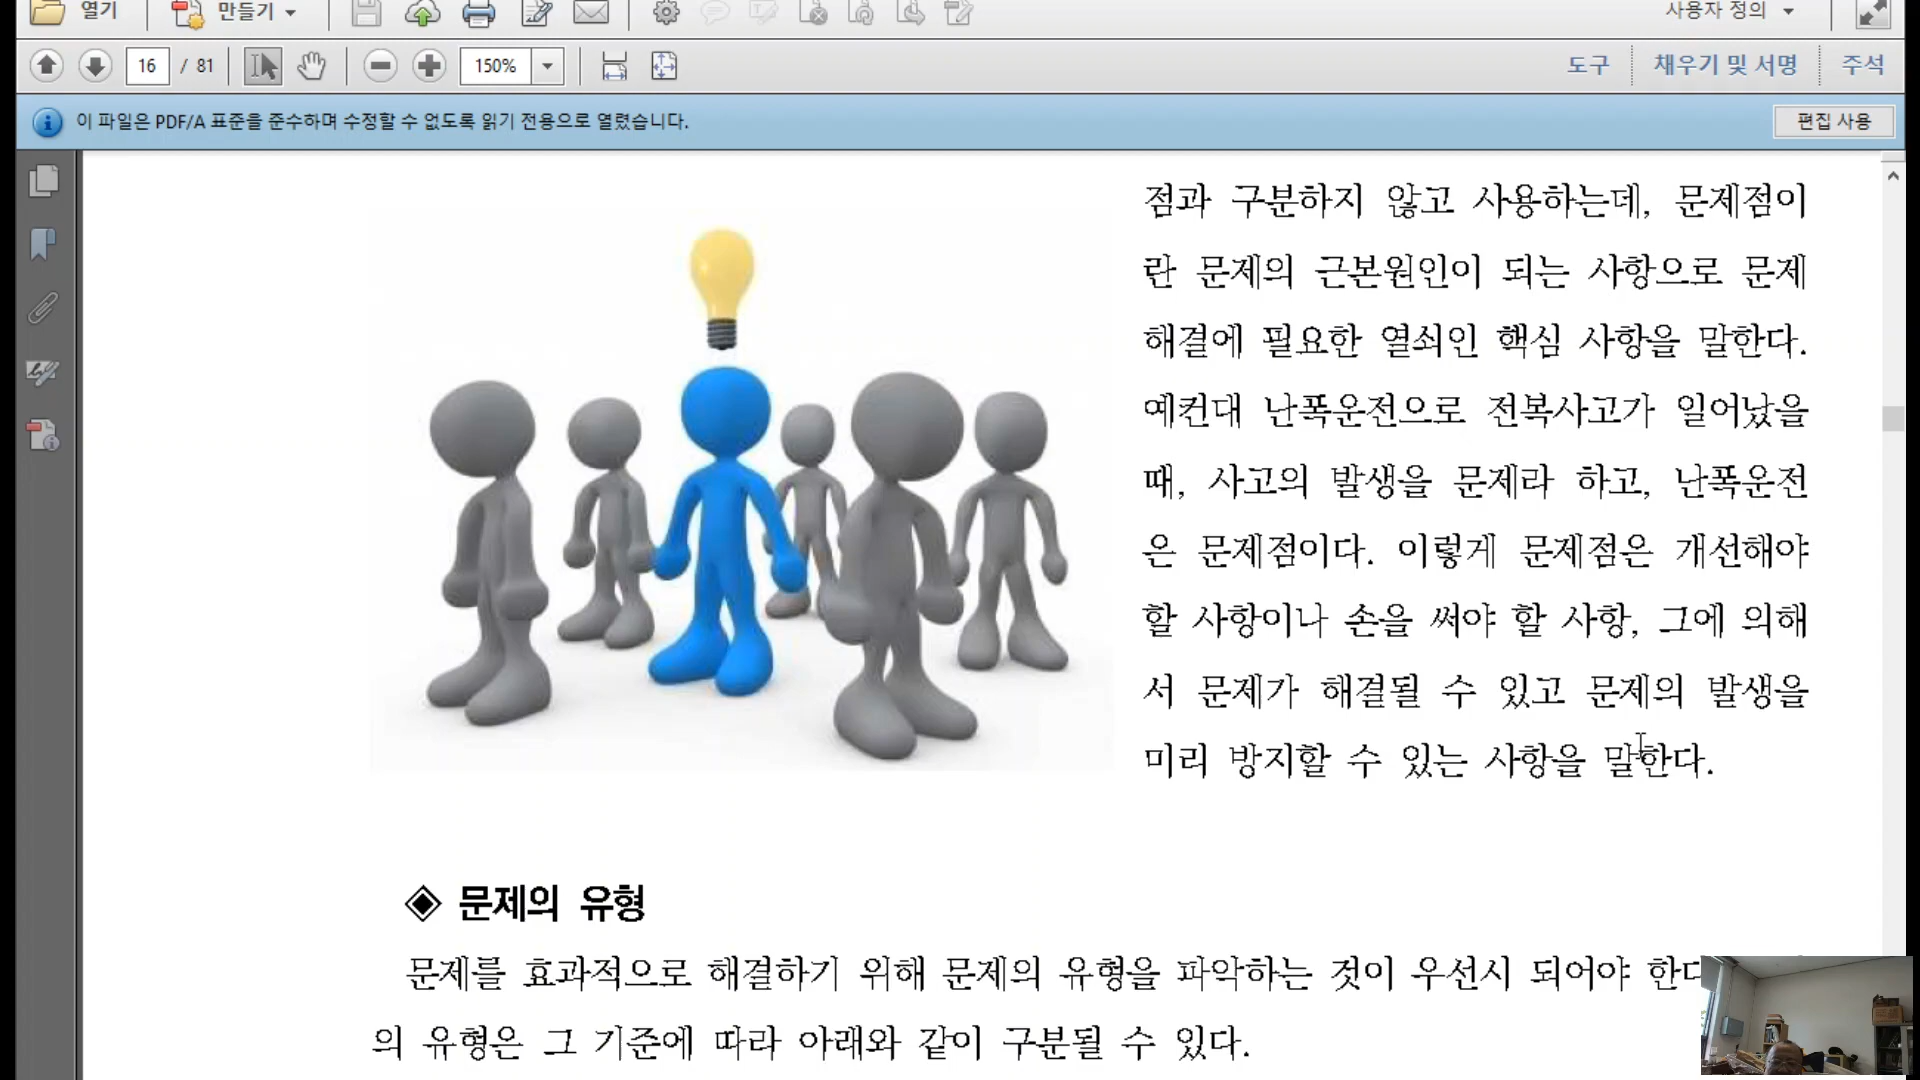 열기
만들기
사용자 정의
16 / 81
150%
도구
채우기 및 서명
주석
이 파일은 PDF/A 표준을 준수하며 수정할 수 없도록 읽기 전용으로 열렸습니다.
편집 사용
점과 구분하지 않고 사용하는데, 문제점이
란 문제의 근본원인이 되는 사항으로 문제
해결에 필요한 열쇠인 핵심 사항을 말한다.
예컨대 난폭운전으로 전복사고가 일어났을
때, 사고의 발생을 문제라 하고, 난폭운전
은 문제점이다. 이렇게 문제점은 개선해야
할 사항이나 손을 써야 할 사항, 그에 의해
서 문제가 해결될 수 있고 문제의 발생을
미리 방지할 수 있는 사항을 말한다.
◈ 문제의 유형
문제를 효과적으로 해결하기 위해 문제의 유형을 파악하는 것이 우선시 되어야
의 유형은 그 기준에 따라 아래와 같이 구분될 수 있다.